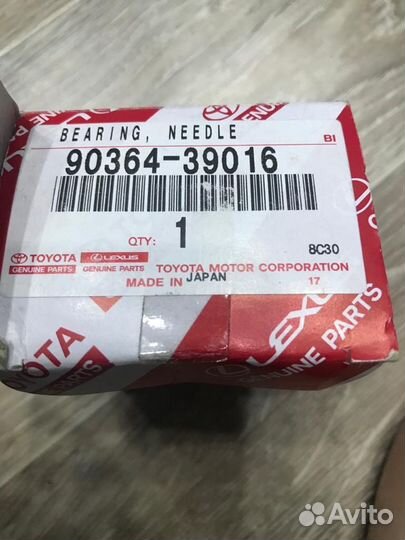 BEARING, NEEDLE
BI
90364-39016
QTY: 1
8C30
TOYOTA LEXUS
GENUINE PARTS GENUINE PARTS TOYOTA MOTOR CORPORATION
MADE IN JAPAN 17
TOYOTA
PARTS
LEXUS
GENUINE PARTS
Avito